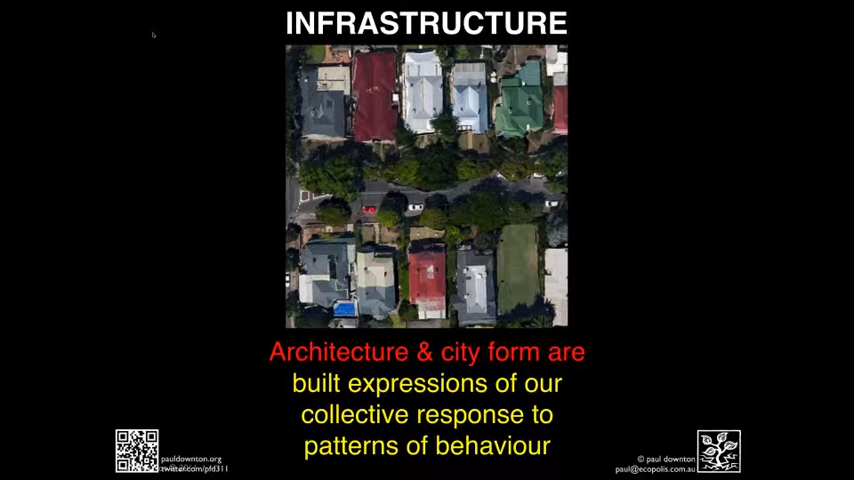 INFRASTRUCTURE
Architecture & city form are
built expressions of our
collective response to
patterns of behaviour
pauldownton.org
twitter.com/pfd311
© paul downton
paul@ecopolis.com.au